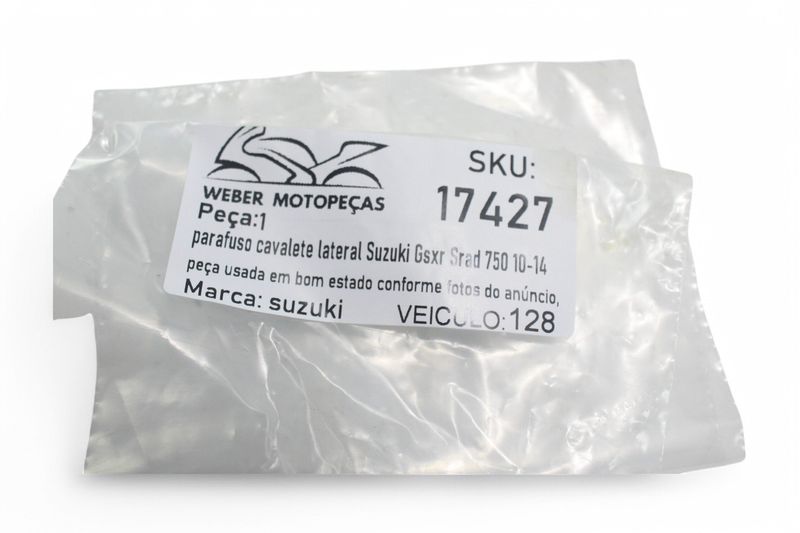 WEBER MOTOPEÇAS
SKU:
17427
Peça:1
parafuso cavalete lateral Suzuki Gsxr Srad 750 10-14
peça usada em bom estado conforme fotos do anúncio,
Marca: suzuki
VEICULO:128